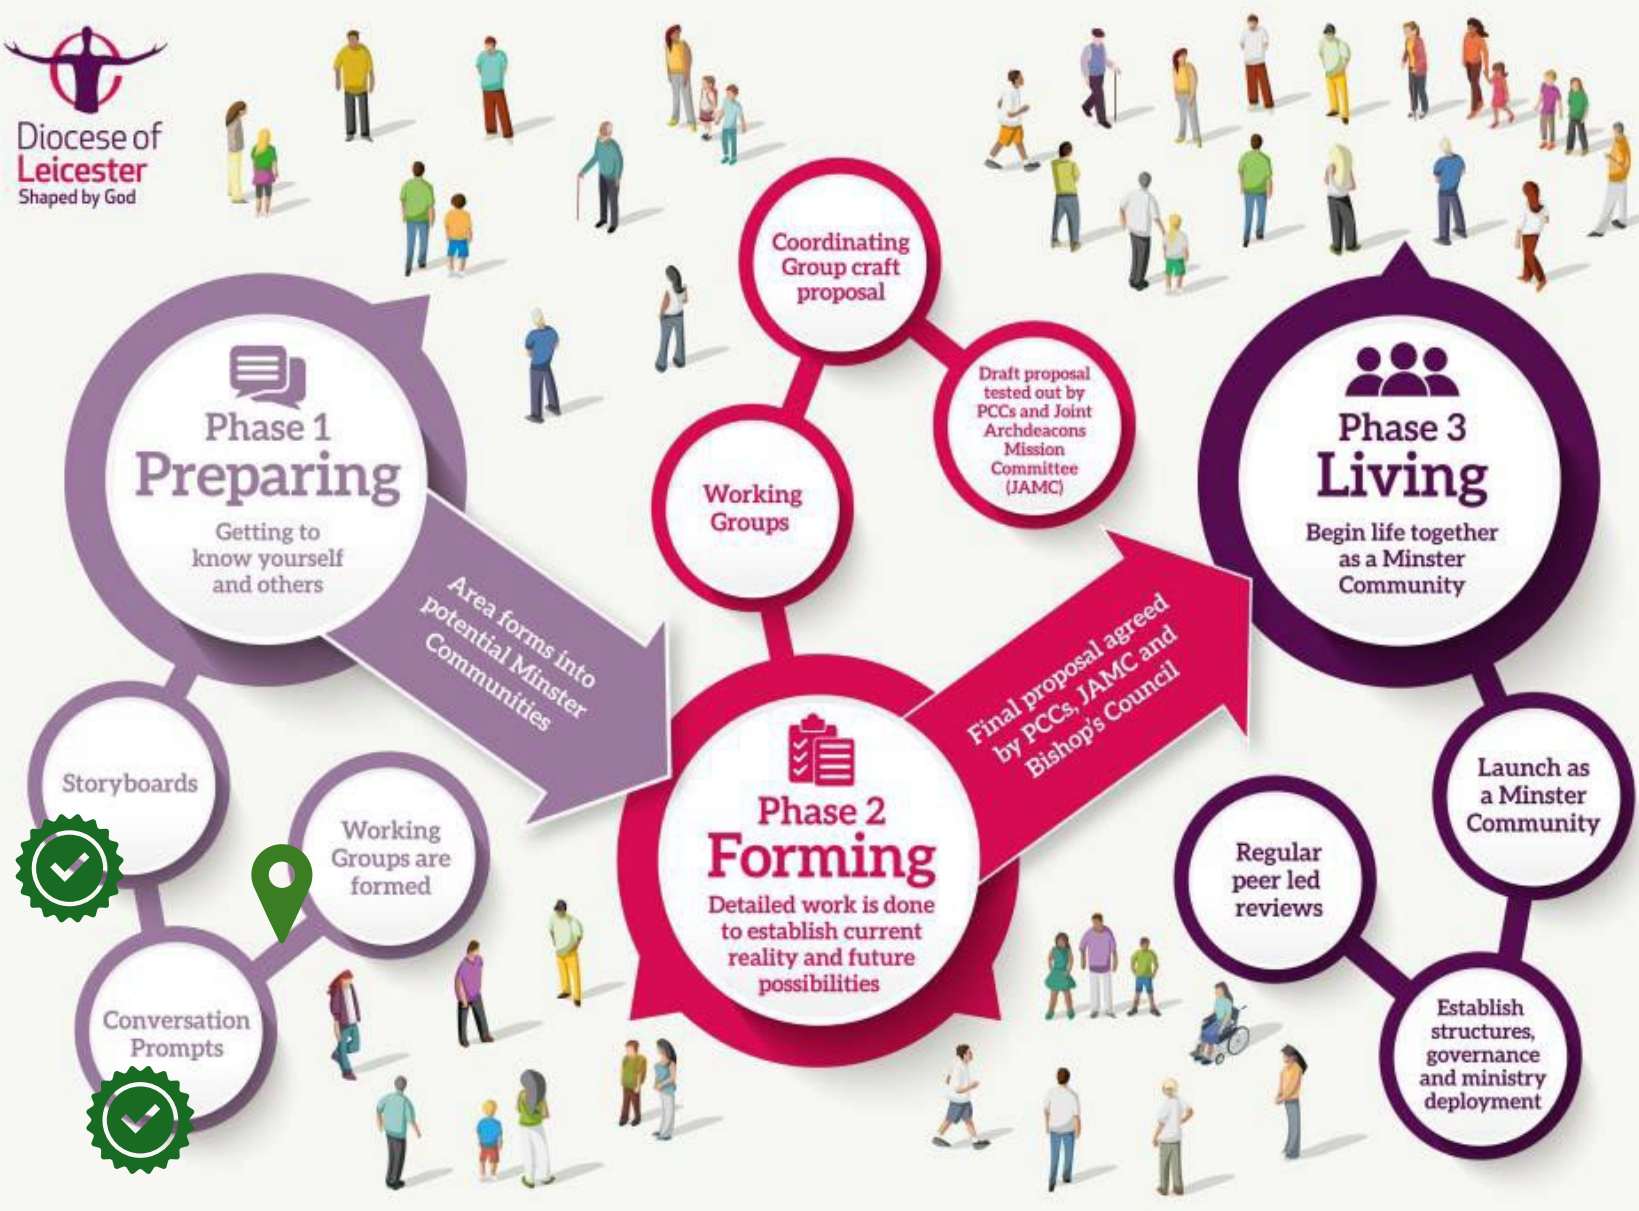 Diocese of
Leicester
Shaped by God
Phase 1
Preparing
Getting to
know yourself
and others
Storyboards
Conversation
Prompts
Working
Groups are
formed
Area forms into
potential Minster
Communities
Phase 2
Forming
Detailed work is done
to establish current
reality and future
possibilities
Working
Groups
Coordinating
Group craft
proposal
Draft proposal
tested out by
PCCs and Joint
Archdeacons
Mission
Committee
(JAMC)
Final proposal agreed
by PCCs, JAMC and
Bishop's Council
Phase 3
Living
Begin life together
as a Minster
Community
Launch as
a Minster
Community
Establish
structures,
governance
and ministry
deployment
Regular
peer led
reviews